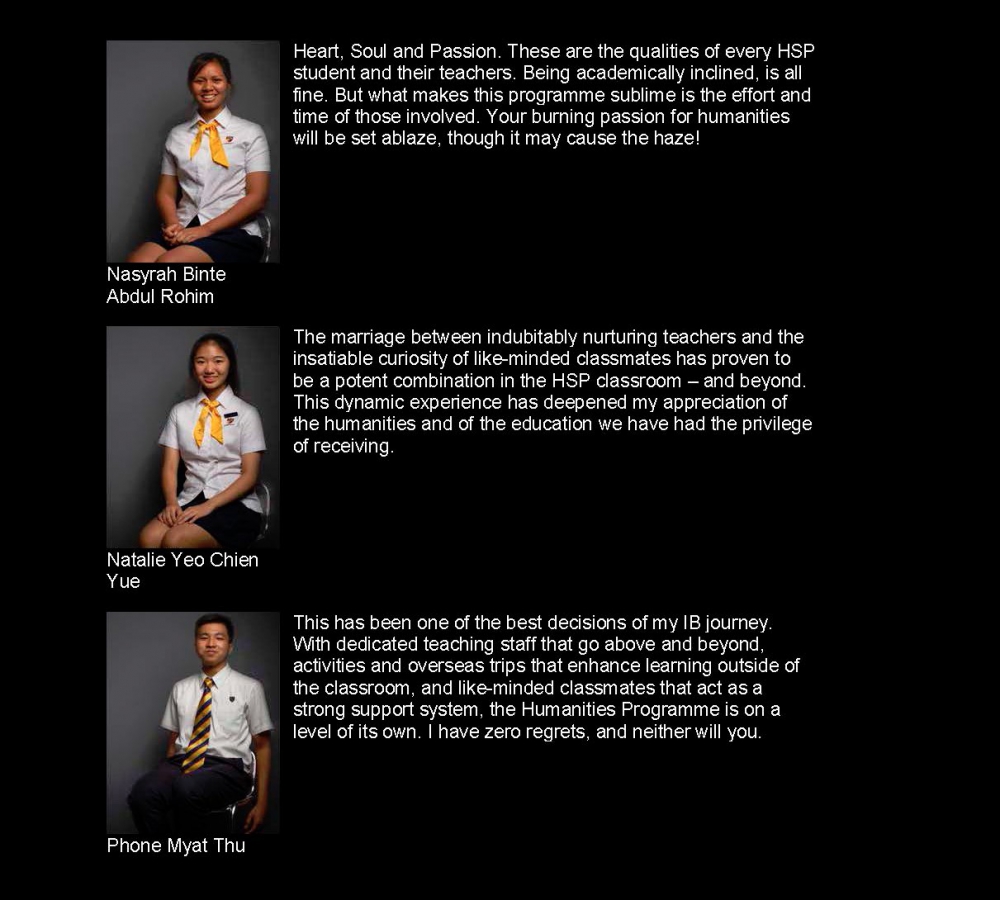 Heart, Soul and Passion. These are the qualities of every HSP
student and their teachers. Being academically inclined, is all
fine. But what makes this programme sublime is the effort and
time of those involved. Your burning passion for humanities
will be set ablaze, though it may cause the haze!
Nasyrah Binte
Abdul Rohim
The marriage between indubitably nurturing teachers and the
insatiable curiosity of like-minded classmates has proven to
be a potent combination in the HSP classroom – and beyond.
This dynamic experience has deepened my appreciation of
the humanities and of the education we have had the privilege
of receiving.
Natalie Yeo Chien
Yue
This has been one of the best decisions of my IB journey.
With dedicated teaching staff that go above and beyond,
activities and overseas trips that enhance learning outside of
the classroom, and like-minded classmates that act as a
strong support system, the Humanities Programme is on a
level of its own. I have zero regrets, and neither will you.
Phone Myat Thu